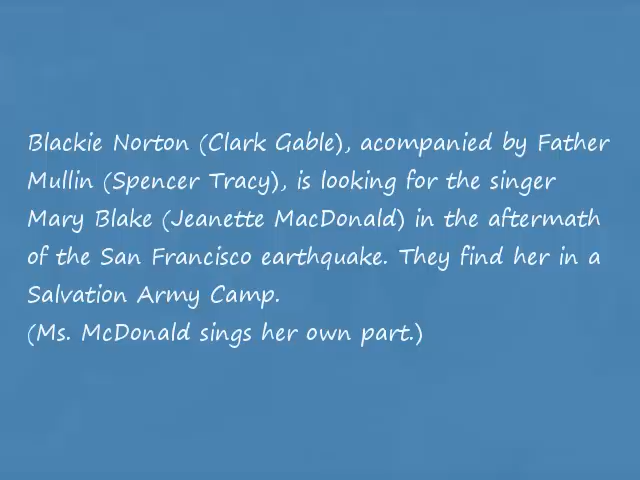 Blackie Norton (Clark Gable), acompanied by Father
Mullin (Spencer Tracy), is looking for the singer
Mary Blake (Jeanette MacDonald) in the aftermath
of the San Francisco earthquake. They find her in a
Salvation Army Camp.
(Ms. McDonald sings her own part.)